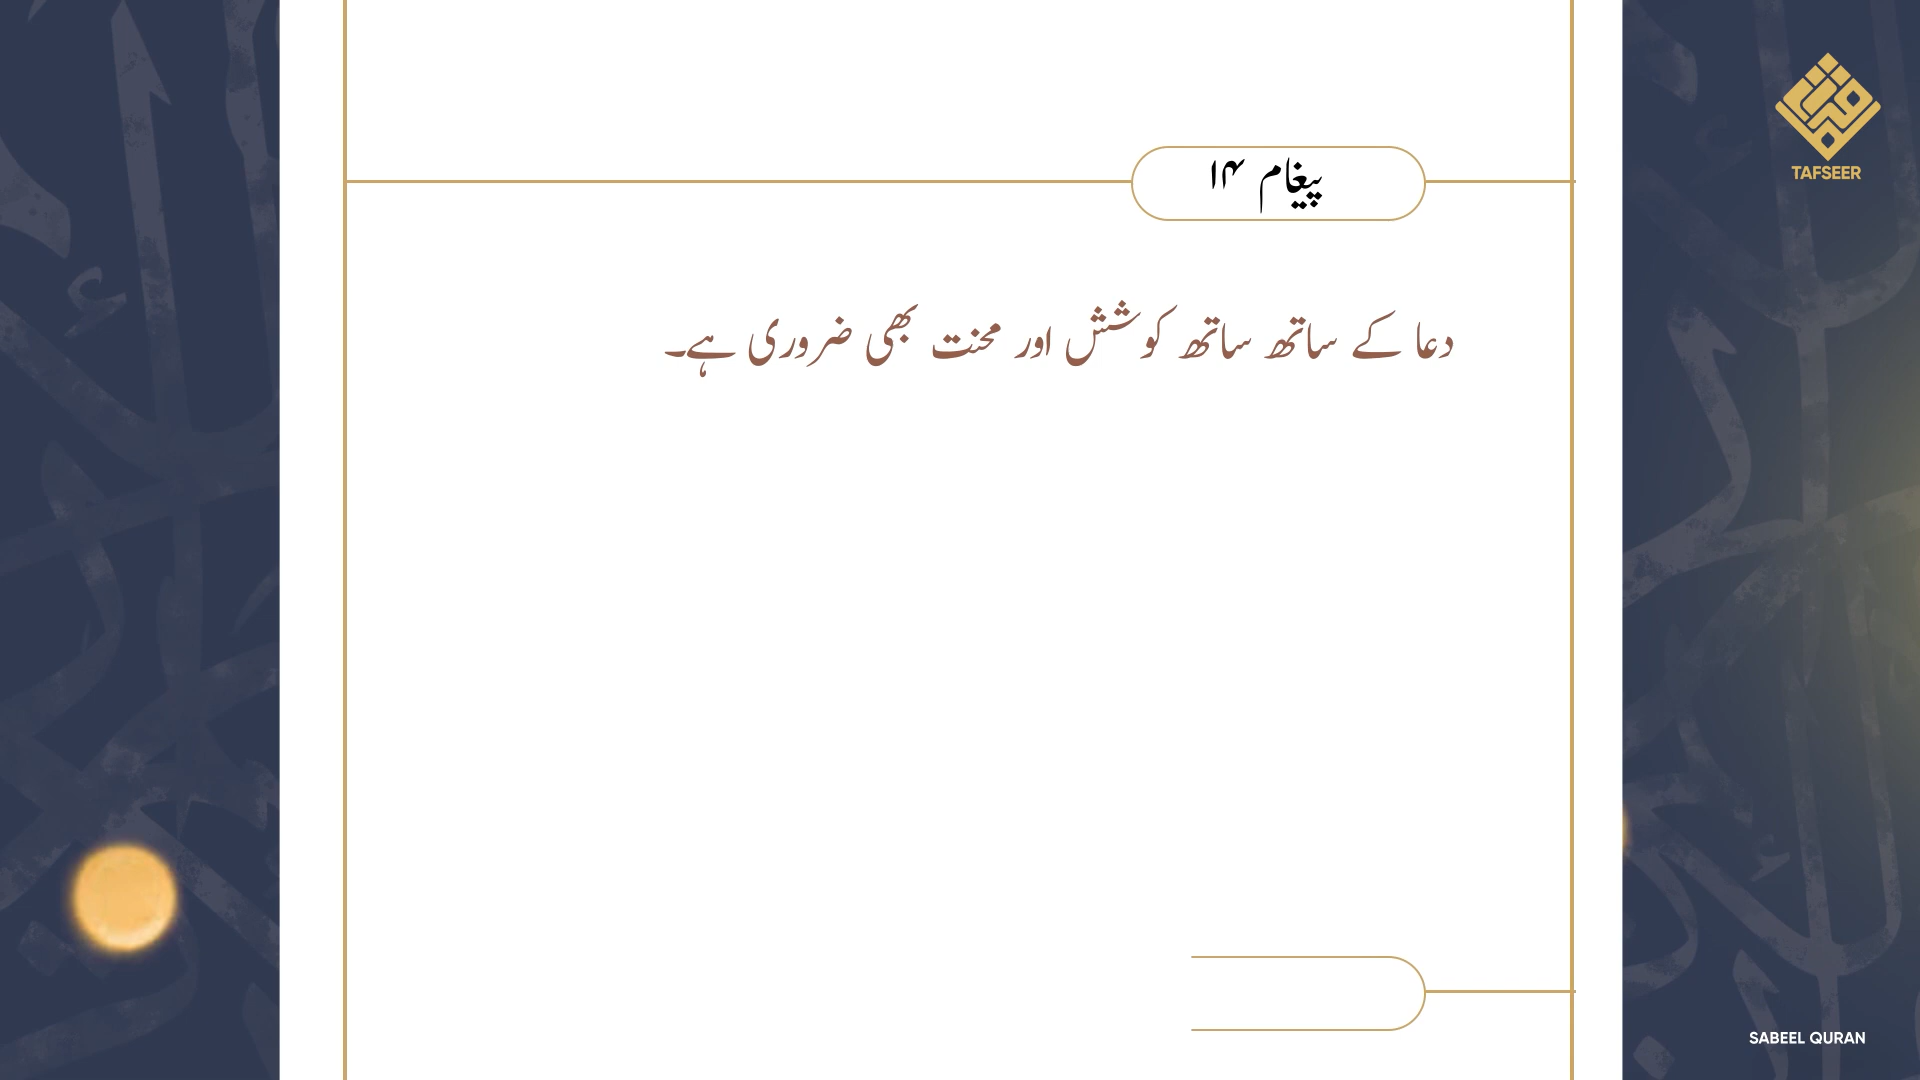 TAFSEER
پیغام ۱۴
دعا کے ساتھ ساتھ کوشش اور محنت بھی ضروری ہے۔
SABEEL QURAN